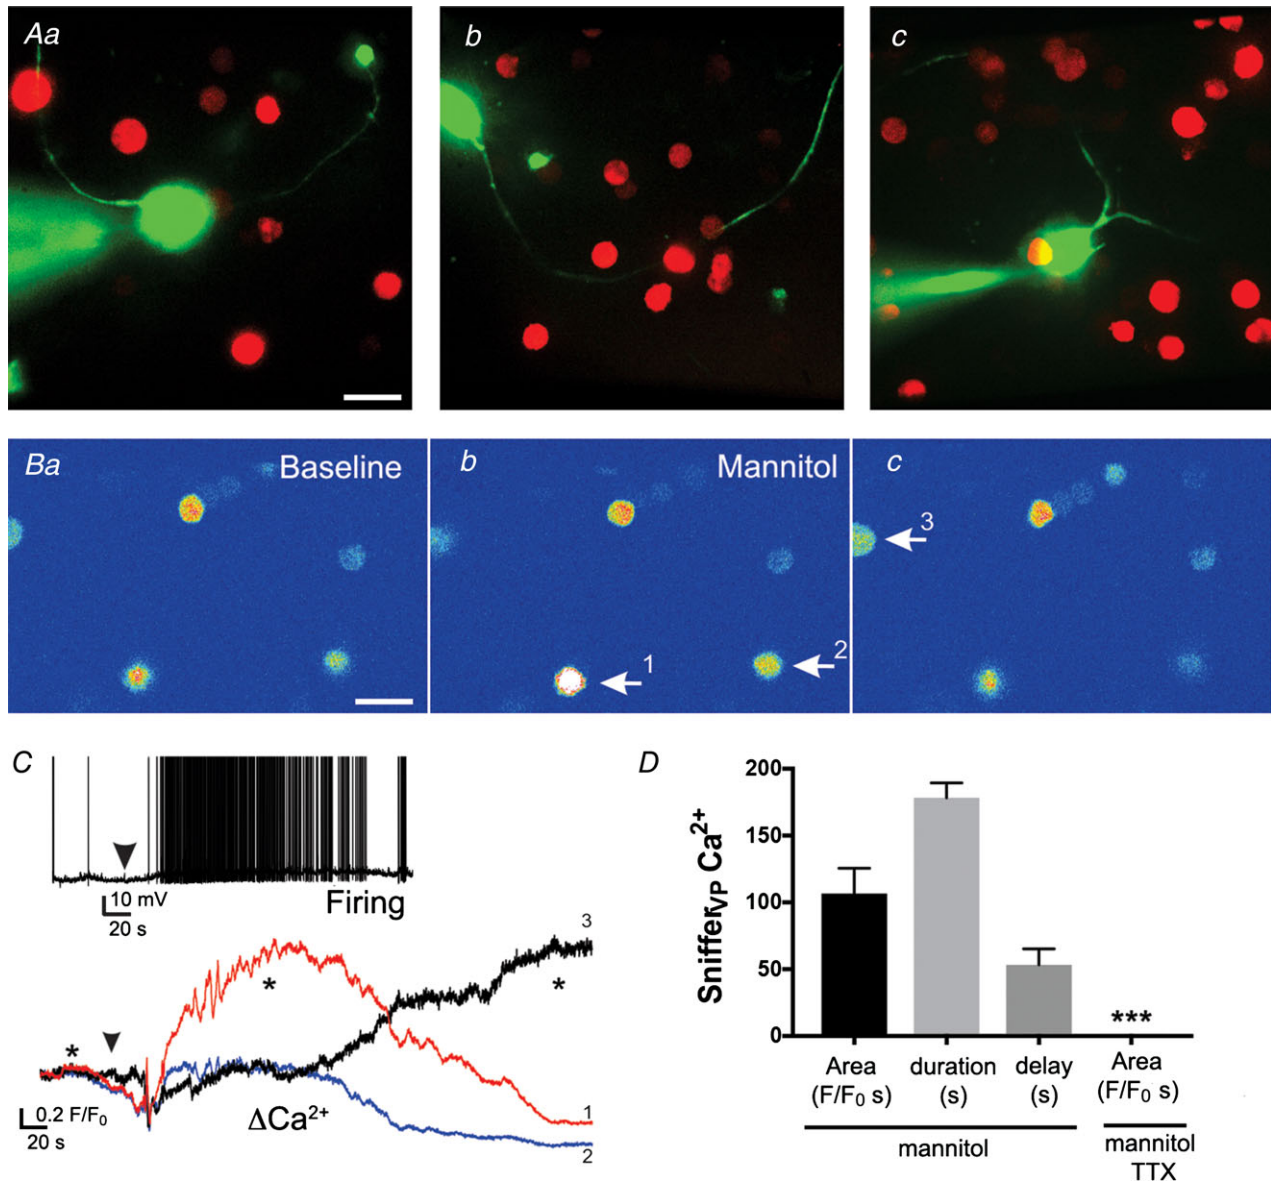 Aa
b
c
Ba
Baseline
b
Mannitol
c
3
1
2
C
10 mV
20 s
Firing
3
*
*
*
0.2 F/F₀
20 s
ΔCa²⁺
1
2
D
Sniffer_VP Ca²⁺
200
150
100
50
0
***
Area (F/F₀ s)
duration (s)
delay (s)
Area (F/F₀ s)
mannitol
mannitol TTX